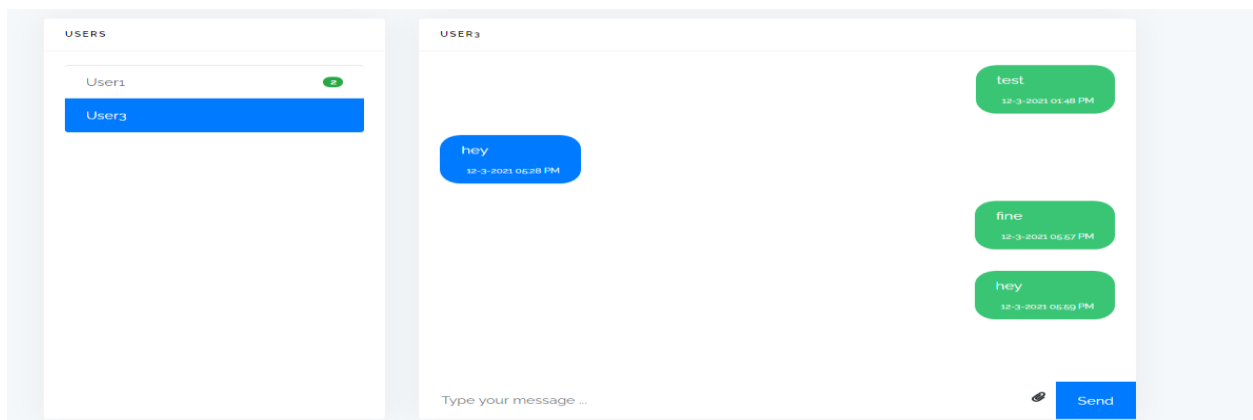 USERS
User1
2
User3
USER3
test
12-3-2021 01:48 PM
hey
12-3-2021 05:28 PM
fine
12-3-2021 05:57 PM
hey
12-3-2021 05:59 PM
Type your message ...
Send